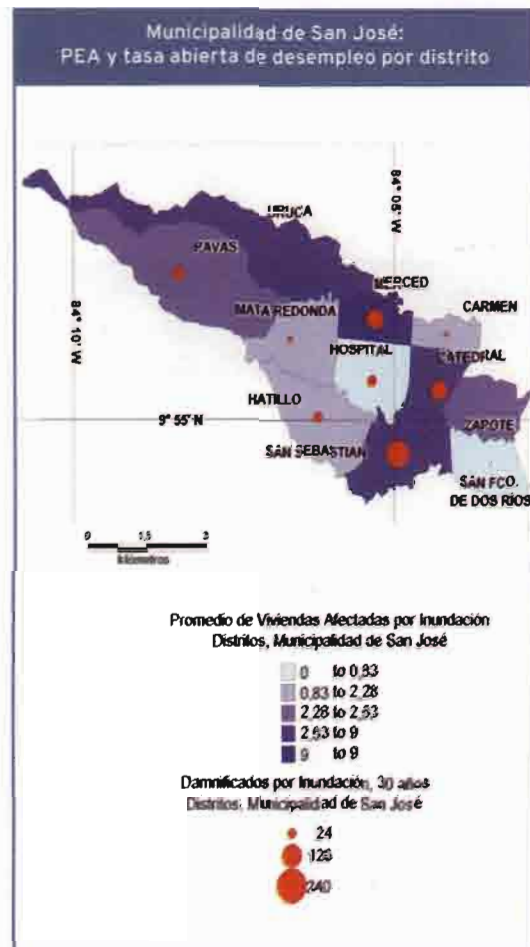 Municipalidad de San José:
PEA y tasa abierta de desempleo por distrito
84° 05' W
URUCA
PAVAS
MERCED
84° 10' W
MATA REDONDA
CARMEN
HOSPITAL
CATEDRAL
HATILLO
9° 55' N
ZAPOTE
SAN SEBASTIAN
SAN FCO.
DE DOS RÍOS
0 1,5 3
kilómetros
Promedio de Viviendas Afectadas por Inundación
Distritos, Municipalidad de San José
0 to 0,83
0,83 to 2,28
2,28 to 2,53
2,53 to 9
9 to 9
Damnificados por Inundación, 30 años
Distritos, Municipalidad de San José
24
120
240